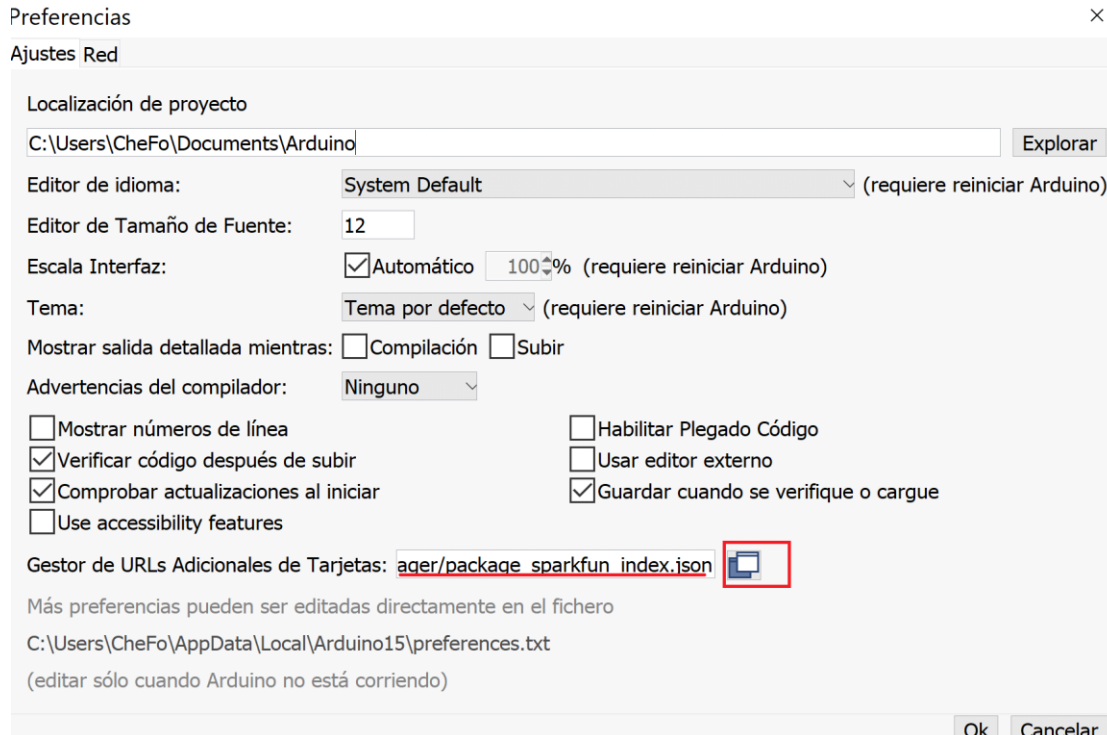 Preferencias
Ajustes Red
Localización de proyecto
C:\Users\CheFo\Documents\Arduino Explorar
Editor de idioma: System Default (requiere reiniciar Arduino)
Editor de Tamaño de Fuente: 12
Escala Interfaz: Automático 100 % (requiere reiniciar Arduino)
Tema: Tema por defecto (requiere reiniciar Arduino)
Mostrar salida detallada mientras: Compilación Subir
Advertencias del compilador: Ninguno
Mostrar números de línea Habilitar Plegado Código
Verificar código después de subir Usar editor externo
Comprobar actualizaciones al iniciar Guardar cuando se verifique o cargue
Use accessibility features
Gestor de URLs Adicionales de Tarjetas: ager/package_sparkfun_index.json
Más preferencias pueden ser editadas directamente en el fichero
C:\Users\CheFo\AppData\Local\Arduino15\preferences.txt
(editar sólo cuando Arduino no está corriendo)
Ok Cancelar